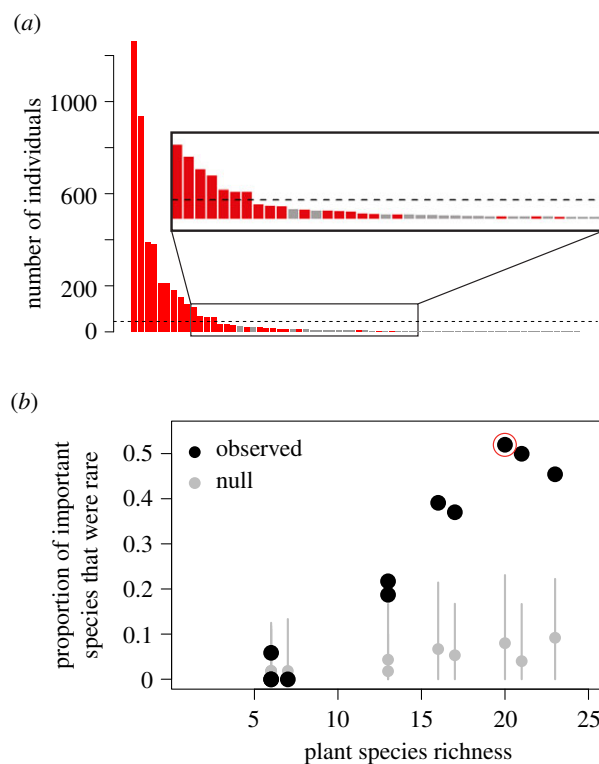 (a)
number of individuals
1000
600
200
0
(b)
proportion of important
species that were rare
0.5
0.4
0.3
0.2
0.1
0
observed
null
5 10 15 20 25
plant species richness